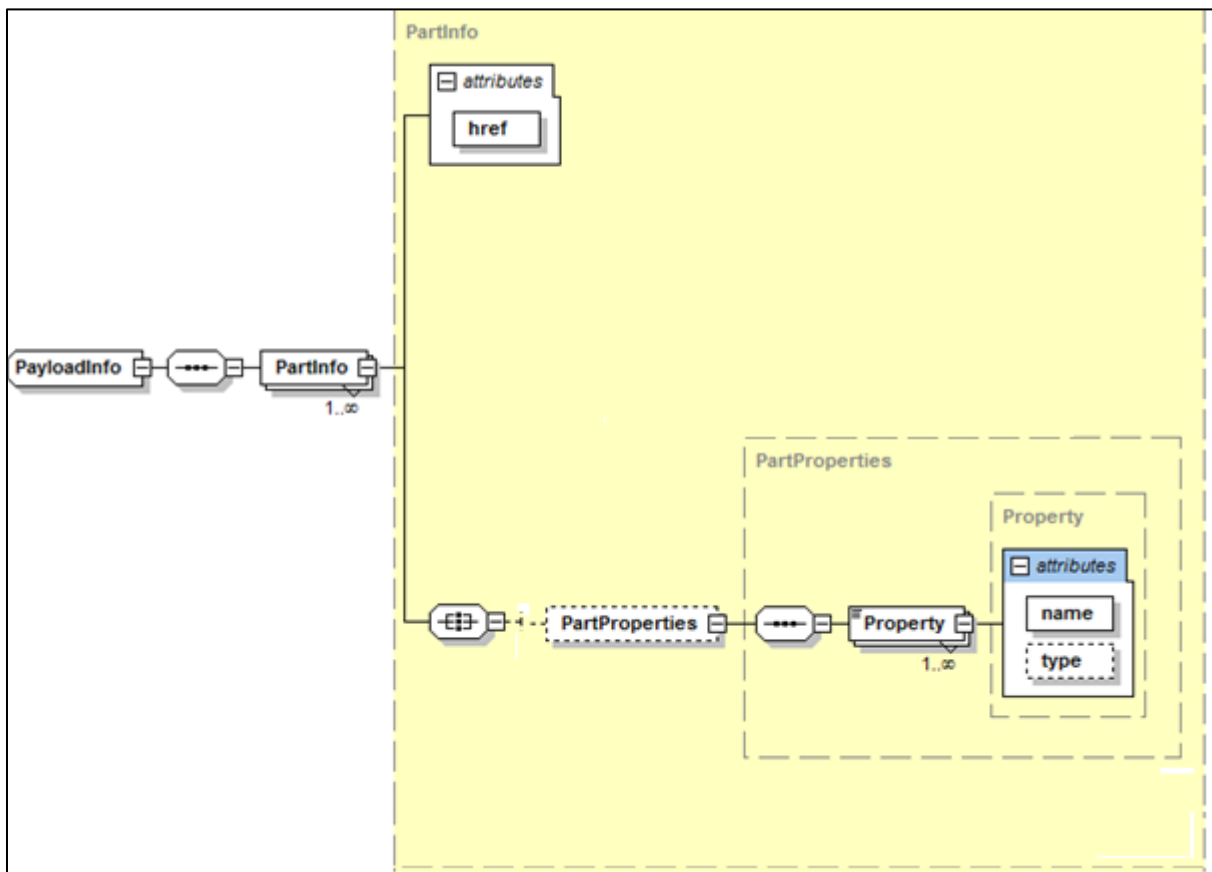 PartInfo
attributes
href
PayloadInfo
PartInfo
1..∞
PartProperties
Property
attributes
PartProperties
Property
name
1..∞
type